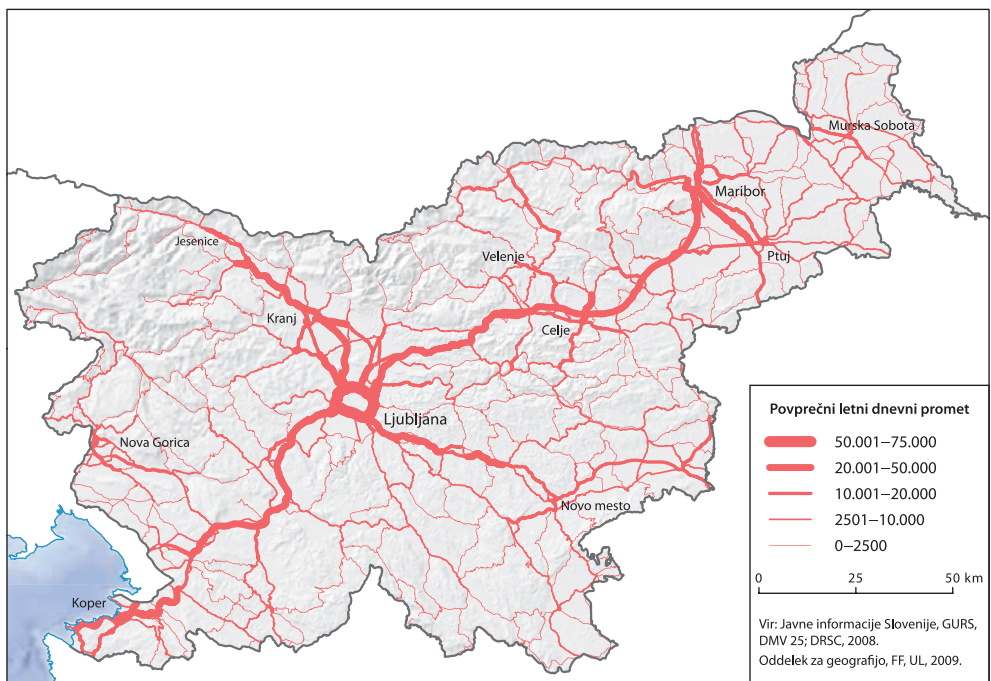 Murska Sobota
Maribor
Jesenice
Velenje
Ptuj
Kranj
Celje
Ljubljana
Nova Gorica
Novo mesto
Koper
Povprečni letni dnevni promet
50.001–75.000
20.001–50.000
10.001–20.000
2501–10.000
0–2500
0 25 50 km
Vir: Javne informacije Slovenije, GURS,
DMV 25; DRSC, 2008.
Oddelek za geografijo, FF, UL, 2009.